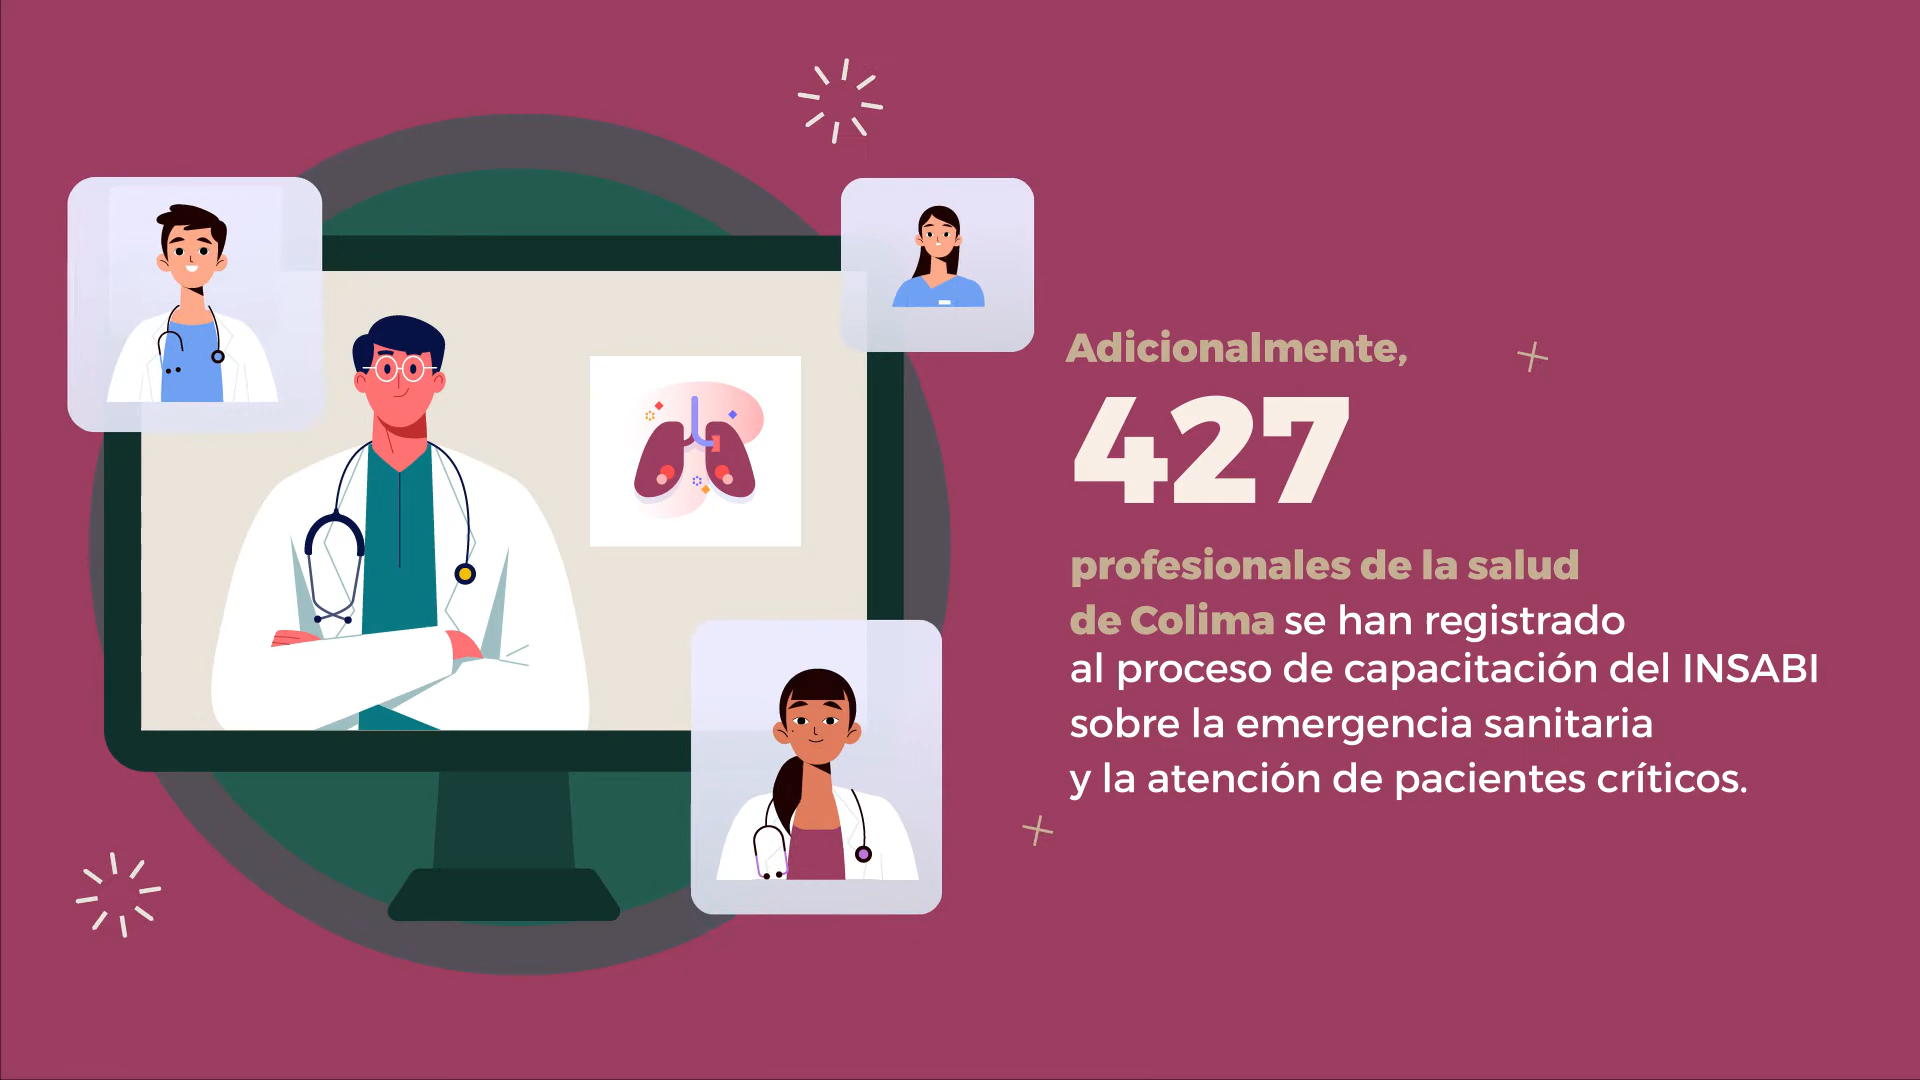 Adicionalmente,
427
profesionales de la salud
de Colima se han registrado
al proceso de capacitación del INSABI
sobre la emergencia sanitaria
y la atención de pacientes críticos.